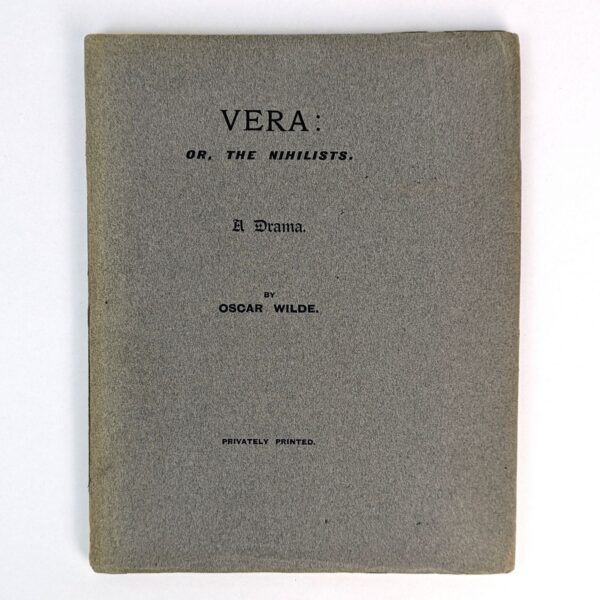 VERA:
OR, THE NIHILISTS.
A Drama.
BY
OSCAR WILDE.
PRIVATELY PRINTED.